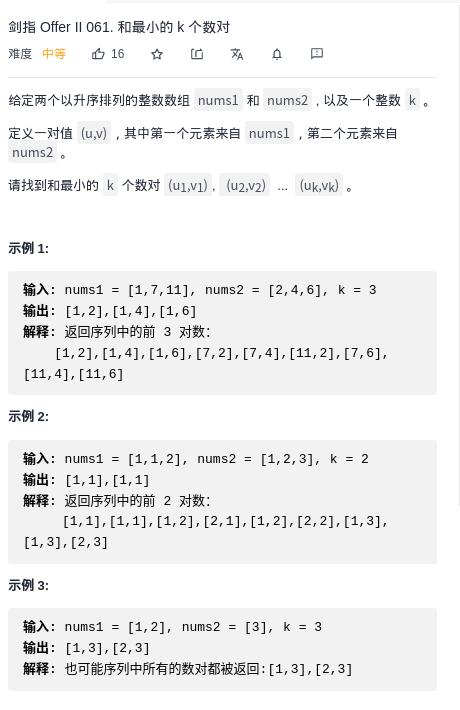 剑指 Offer II 061. 和最小的 k 个数对
难度 中等 16
给定两个以升序排列的整数数组 nums1 和 nums2 , 以及一个整数 k 。
定义一对值 (u,v) , 其中第一个元素来自 nums1 , 第二个元素来自
nums2 。
请找到和最小的 k 个数对 (u1,v1), (u2,v2) ... (uk,vk) 。
示例 1:
输入: nums1 = [1,7,11], nums2 = [2,4,6], k = 3
输出: [1,2],[1,4],[1,6]
解释: 返回序列中的前 3 对数:
[1,2],[1,4],[1,6],[7,2],[7,4],[11,2],[7,6],
[11,4],[11,6]
示例 2:
输入: nums1 = [1,1,2], nums2 = [1,2,3], k = 2
输出: [1,1],[1,1]
解释: 返回序列中的前 2 对数:
[1,1],[1,1],[1,2],[2,1],[1,2],[2,2],[1,3],
[1,3],[2,3]
示例 3:
输入: nums1 = [1,2], nums2 = [3], k = 3
输出: [1,3],[2,3]
解释: 也可能序列中所有的数对都被返回:[1,3],[2,3]